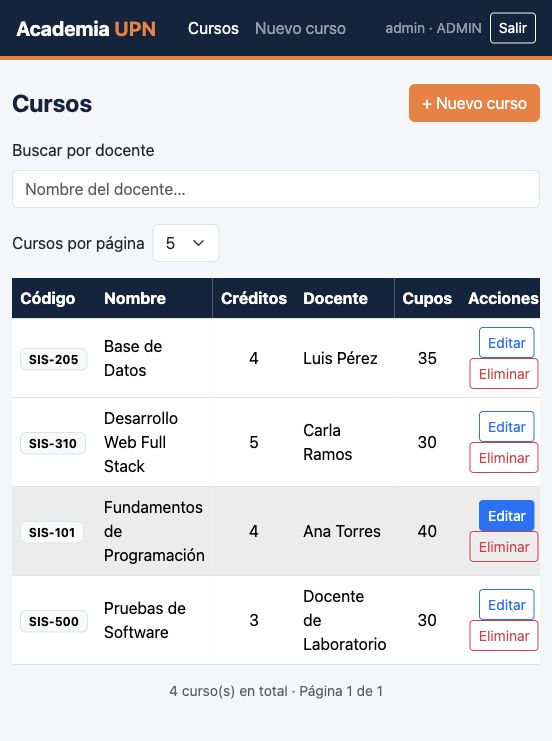 Academia UPN Cursos Nuevo curso admin · ADMIN Salir
Cursos + Nuevo curso
Buscar por docente
Nombre del docente...
Cursos por página 5
Código Nombre Créditos Docente Cupos Acciones
SIS-205 Base de Datos 4 Luis Pérez 35 Editar Eliminar
SIS-310 Desarrollo Web Full Stack 5 Carla Ramos 30 Editar Eliminar
SIS-101 Fundamentos de Programación 4 Ana Torres 40 Editar Eliminar
SIS-500 Pruebas de Software 3 Docente de Laboratorio 30 Editar Eliminar
4 curso(s) en total · Página 1 de 1